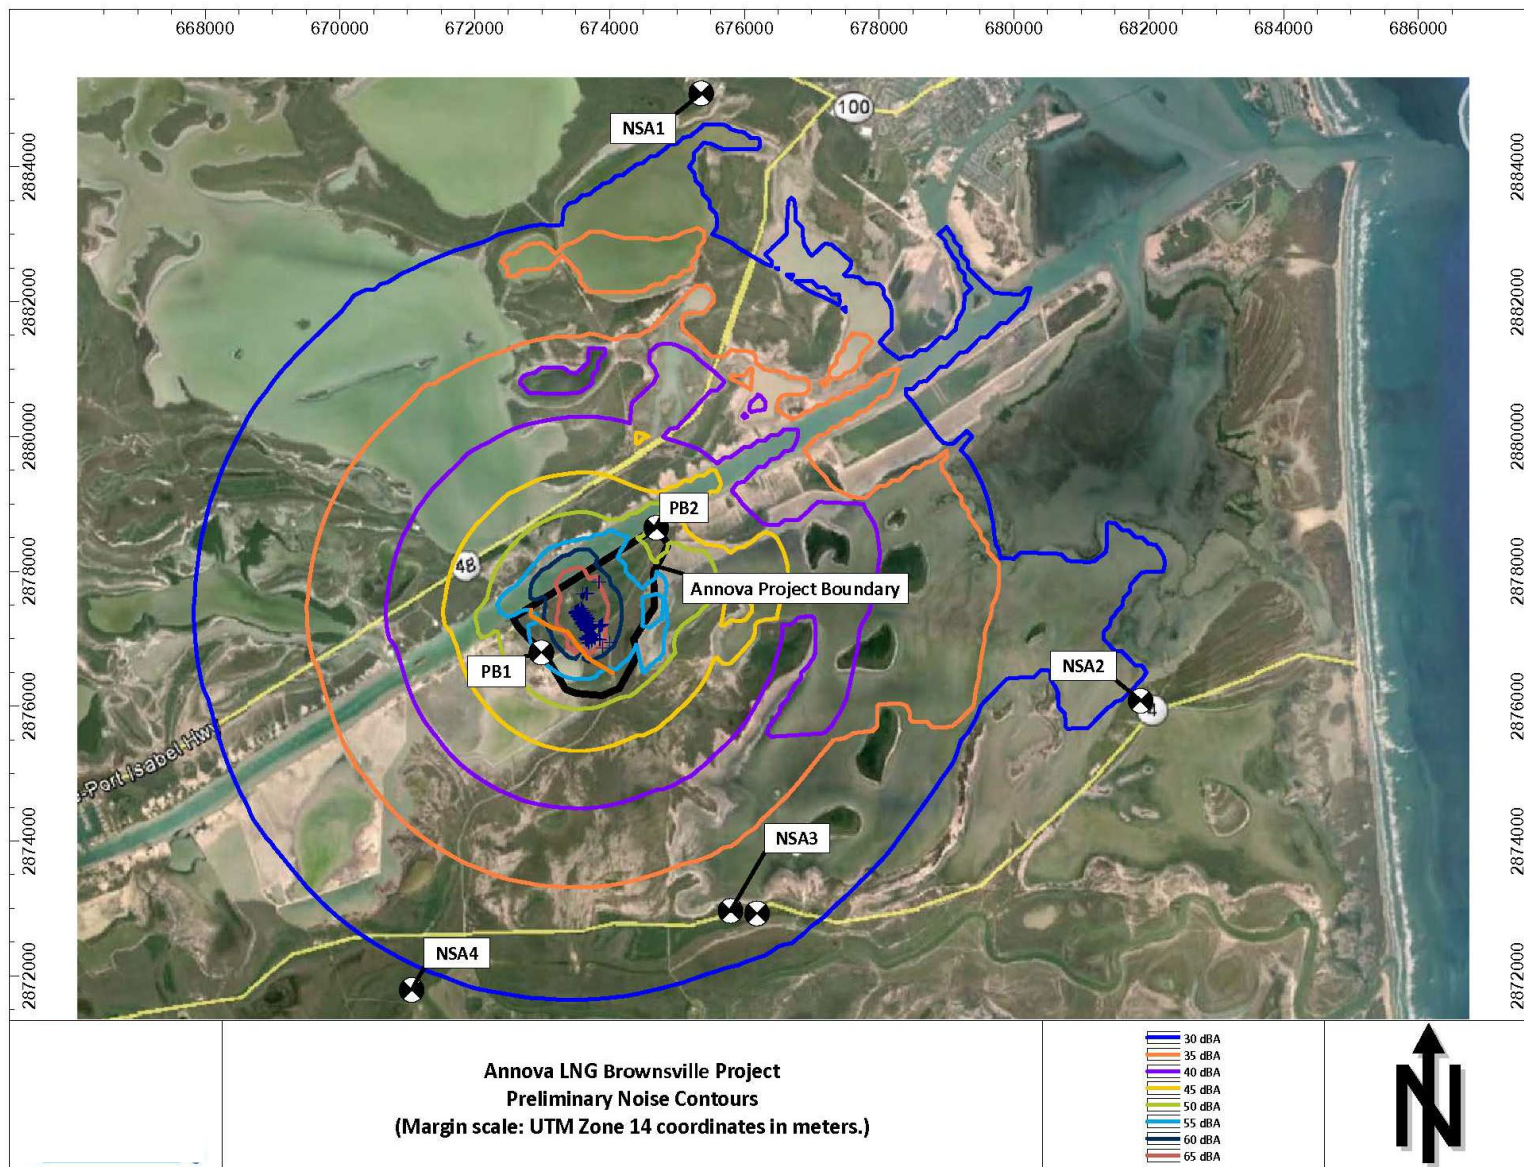 668000 670000 672000 674000 676000 678000 680000 682000 684000 686000
100
NSA1
2884000 2884000
2882000 2882000
2880000 2880000
PB2
48
2878000 2878000
Annova Project Boundary
PB1
NSA2
4
2876000 2876000
-Port Isabel Hwy
NSA3
2874000 2874000
NSA4
2872000 2872000
Annova LNG Brownsville Project
Preliminary Noise Contours
(Margin scale: UTM Zone 14 coordinates in meters.)
30 dBA
35 dBA
40 dBA
45 dBA
50 dBA
55 dBA
60 dBA
65 dBA
N